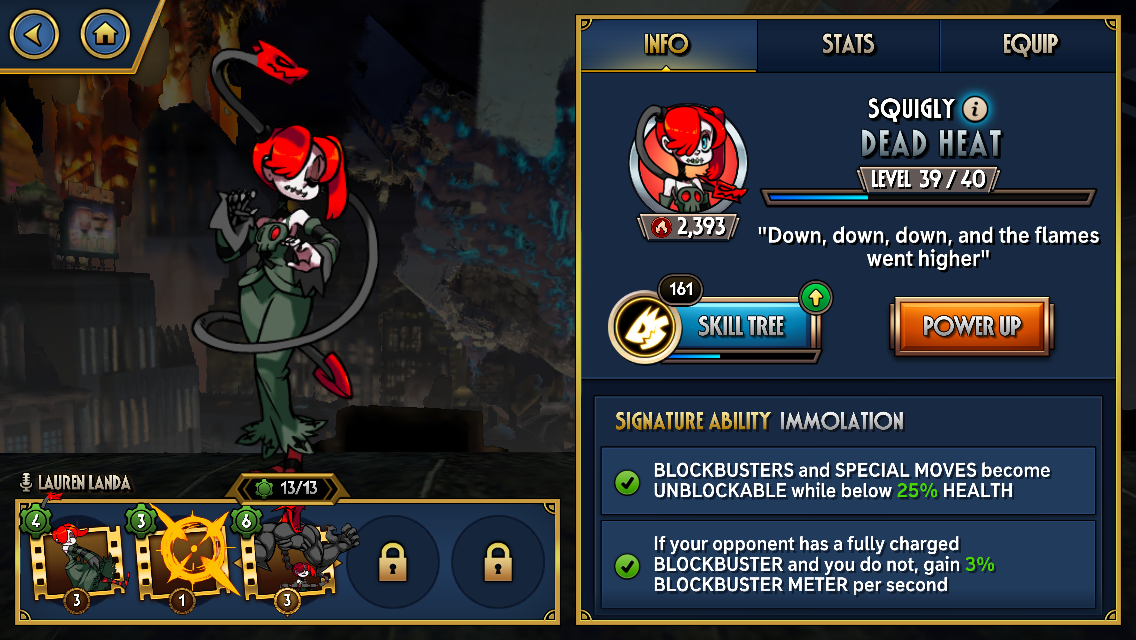 INFO
STATS
EQUIP
SQUIGLY i
DEAD HEAT
LEVEL 39 / 40
2,393
"Down, down, down, and the flames
went higher"
161
SKILL TREE
POWER UP
SIGNATURE ABILITY IMMOLATION
BLOCKBUSTERS and SPECIAL MOVES become
UNBLOCKABLE while below 25% HEALTH
If your opponent has a fully charged
BLOCKBUSTER and you do not, gain 3%
BLOCKBUSTER METER per second
LAUREN LANDA
13/13
4
3
6
3
1
3